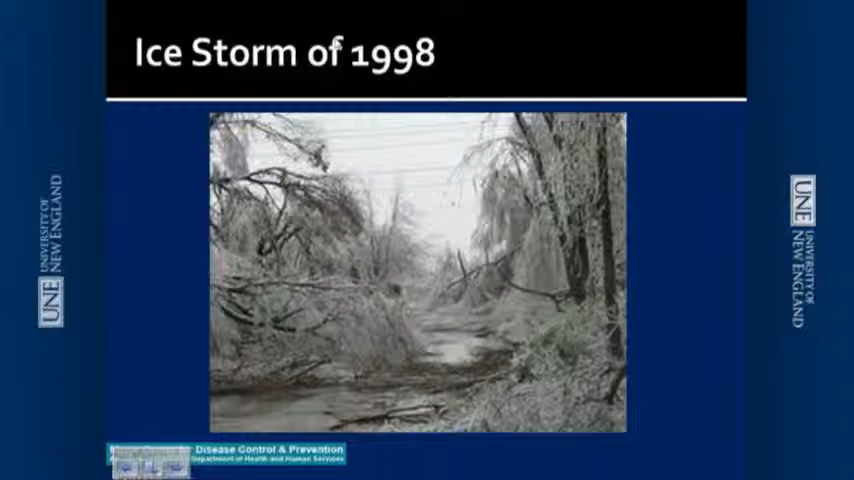 Ice Storm of 1998
UNE UNIVERSITY OF
NEW ENGLAND
UNE UNIVERSITY OF
NEW ENGLAND
Disease Control & Prevention
Department of Health and Human Services